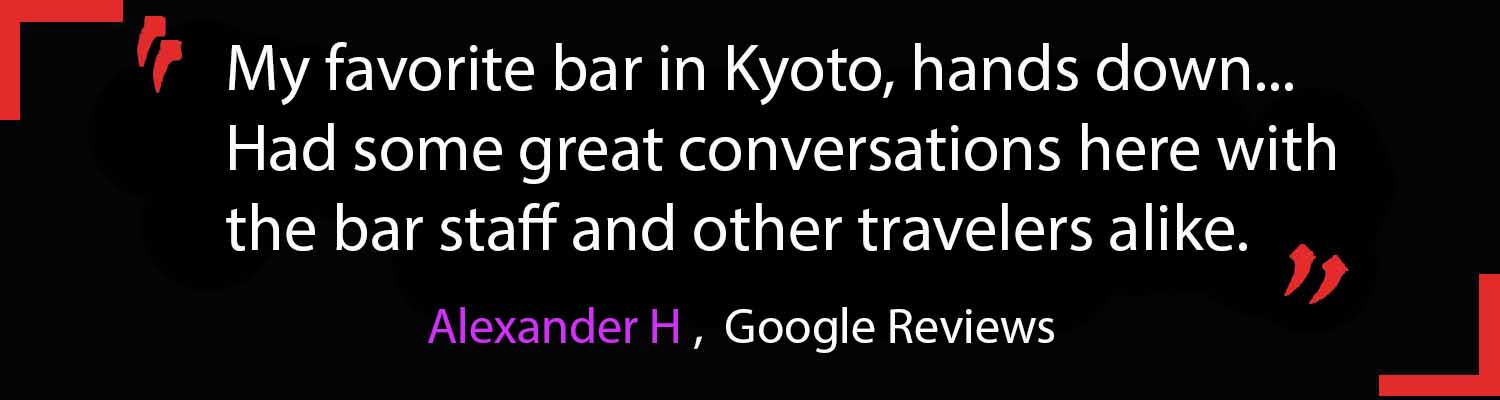 " My favorite bar in Kyoto, hands down...
Had some great conversations here with
the bar staff and other travelers alike. "
Alexander H , Google Reviews